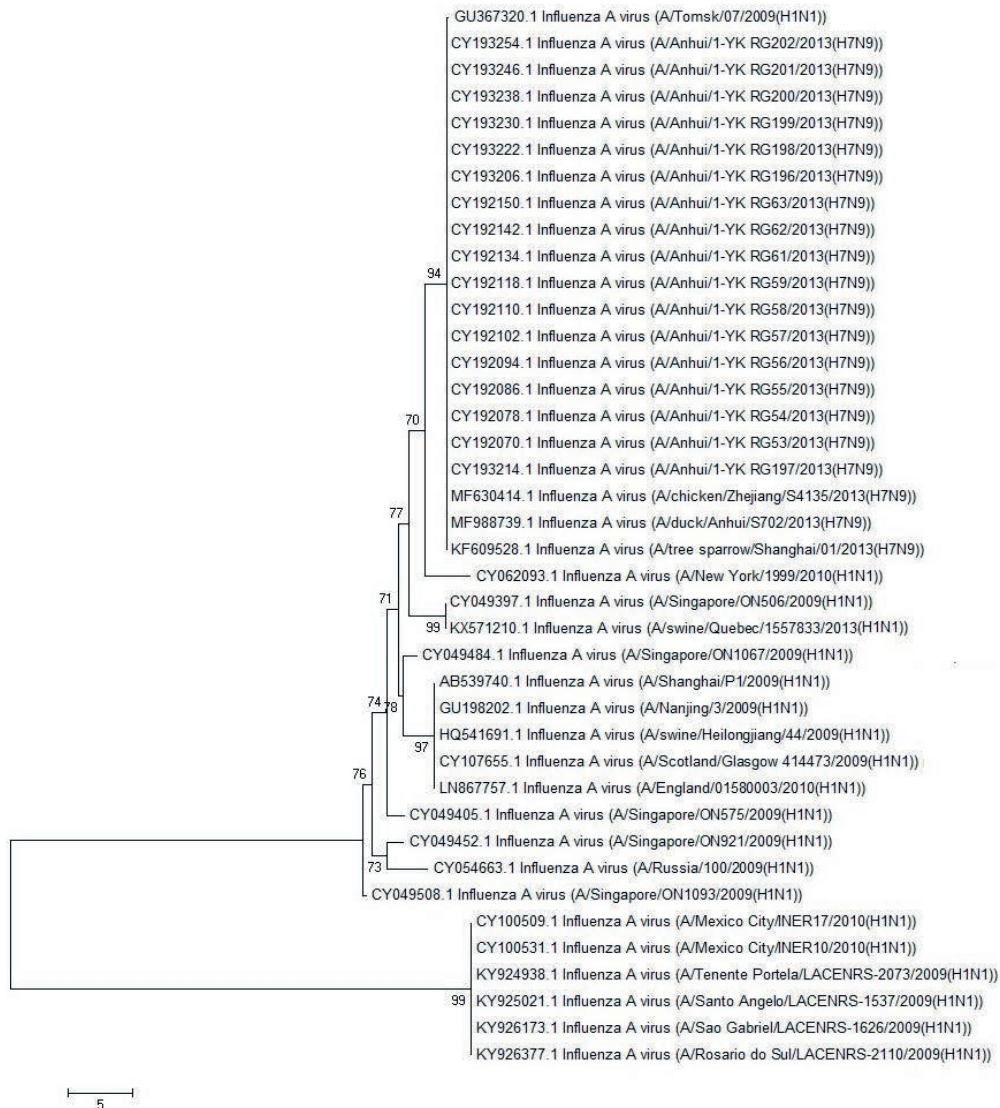 GU367320.1 Influenza A virus (A/Tomsk/07/2009(H1N1))
CY193254.1 Influenza A virus (A/Anhui/1-YK RG202/2013(H7N9))
CY193246.1 Influenza A virus (A/Anhui/1-YK RG201/2013(H7N9))
CY193238.1 Influenza A virus (A/Anhui/1-YK RG200/2013(H7N9))
CY193230.1 Influenza A virus (A/Anhui/1-YK RG199/2013(H7N9))
CY193222.1 Influenza A virus (A/Anhui/1-YK RG198/2013(H7N9))
CY193206.1 Influenza A virus (A/Anhui/1-YK RG196/2013(H7N9))
CY192150.1 Influenza A virus (A/Anhui/1-YK RG63/2013(H7N9))
CY192142.1 Influenza A virus (A/Anhui/1-YK RG62/2013(H7N9))
CY192134.1 Influenza A virus (A/Anhui/1-YK RG61/2013(H7N9))
94
CY192118.1 Influenza A virus (A/Anhui/1-YK RG59/2013(H7N9))
CY192110.1 Influenza A virus (A/Anhui/1-YK RG58/2013(H7N9))
CY192102.1 Influenza A virus (A/Anhui/1-YK RG57/2013(H7N9))
CY192094.1 Influenza A virus (A/Anhui/1-YK RG56/2013(H7N9))
CY192086.1 Influenza A virus (A/Anhui/1-YK RG55/2013(H7N9))
70
CY192078.1 Influenza A virus (A/Anhui/1-YK RG54/2013(H7N9))
CY192070.1 Influenza A virus (A/Anhui/1-YK RG53/2013(H7N9))
CY193214.1 Influenza A virus (A/Anhui/1-YK RG197/2013(H7N9))
MF630414.1 Influenza A virus (A/chicken/Zhejiang/S4135/2013(H7N9))
77
MF988739.1 Influenza A virus (A/duck/Anhui/S702/2013(H7N9))
KF609528.1 Influenza A virus (A/tree sparrow/Shanghai/01/2013(H7N9))
CY062093.1 Influenza A virus (A/New York/1999/2010(H1N1))
71
CY049397.1 Influenza A virus (A/Singapore/ON506/2009(H1N1))
99
KX571210.1 Influenza A virus (A/swine/Quebec/1557833/2013(H1N1))
CY049484.1 Influenza A virus (A/Singapore/ON1067/2009(H1N1))
AB539740.1 Influenza A virus (A/Shanghai/P1/2009(H1N1))
74
78
GU198202.1 Influenza A virus (A/Nanjing/3/2009(H1N1))
HQ541691.1 Influenza A virus (A/swine/Heilongjiang/44/2009(H1N1))
97
CY107655.1 Influenza A virus (A/Scotland/Glasgow 414473/2009(H1N1))
76
LN867757.1 Influenza A virus (A/England/01580003/2010(H1N1))
CY049405.1 Influenza A virus (A/Singapore/ON575/2009(H1N1))
CY049452.1 Influenza A virus (A/Singapore/ON921/2009(H1N1))
73
CY054663.1 Influenza A virus (A/Russia/100/2009(H1N1))
CY049508.1 Influenza A virus (A/Singapore/ON1093/2009(H1N1))
CY100509.1 Influenza A virus (A/Mexico City/INER17/2010(H1N1))
CY100531.1 Influenza A virus (A/Mexico City/INER10/2010(H1N1))
KY924938.1 Influenza A virus (A/Tenente Portela/LACENRS-2073/2009(H1N1))
99
KY925021.1 Influenza A virus (A/Santo Angelo/LACENRS-1537/2009(H1N1))
KY926173.1 Influenza A virus (A/Sao Gabriel/LACENRS-1626/2009(H1N1))
KY926377.1 Influenza A virus (A/Rosario do Sul/LACENRS-2110/2009(H1N1))
5